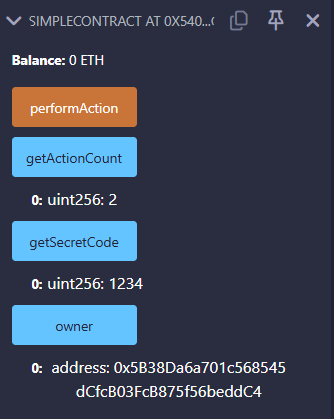 SIMPLECONTRACT AT 0X540...C
Balance: 0 ETH
performAction
getActionCount
0: uint256: 2
getSecretCode
0: uint256: 1234
owner
0: address: 0x5B38Da6a701c568545
dCfcB03FcB875f56beddC4